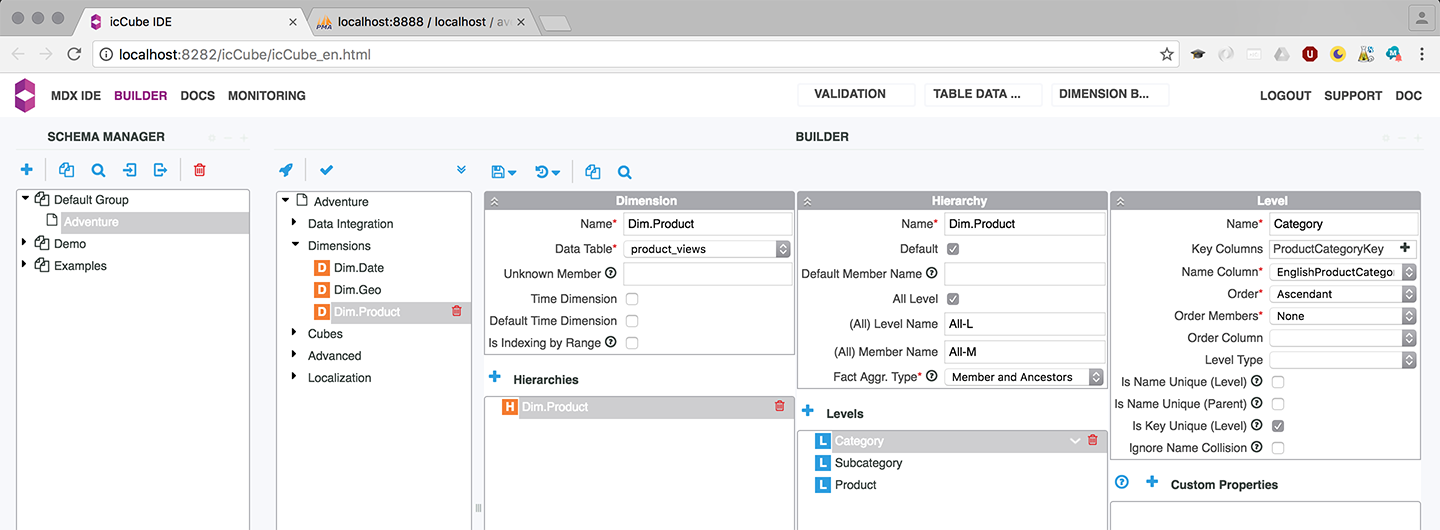 icCube IDE
PMA localhost:8888 / localhost / av
localhost:8282/icCube/icCube_en.html
MDX IDE BUILDER DOCS MONITORING VALIDATION TABLE DATA ... DIMENSION B... LOGOUT SUPPORT DOC
SCHEMA MANAGER
BUILDER
Default Group
Adventure
Demo
Examples
Adventure
Data Integration
Dimensions
D Dim.Date
D Dim.Geo
D Dim.Product
Cubes
Advanced
Localization
Dimension
Name* Dim.Product
Data Table* product_views
Unknown Member ?
Time Dimension
Default Time Dimension
Is Indexing by Range ?
Hierarchies
H Dim.Product
Hierarchy
Name* Dim.Product
Default
Default Member Name ?
All Level
(All) Level Name All-L
(All) Member Name All-M
Fact Aggr. Type* ? Member and Ancestors
Levels
L Category
L Subcategory
L Product
Level
Name* Category
Key Columns ProductCategoryKey
Name Column* EnglishProductCatego
Order* Ascendant
Order Members* None
Order Column
Level Type
Is Name Unique (Level) ?
Is Name Unique (Parent) ?
Is Key Unique (Level) ?
Ignore Name Collision ?
? Custom Properties